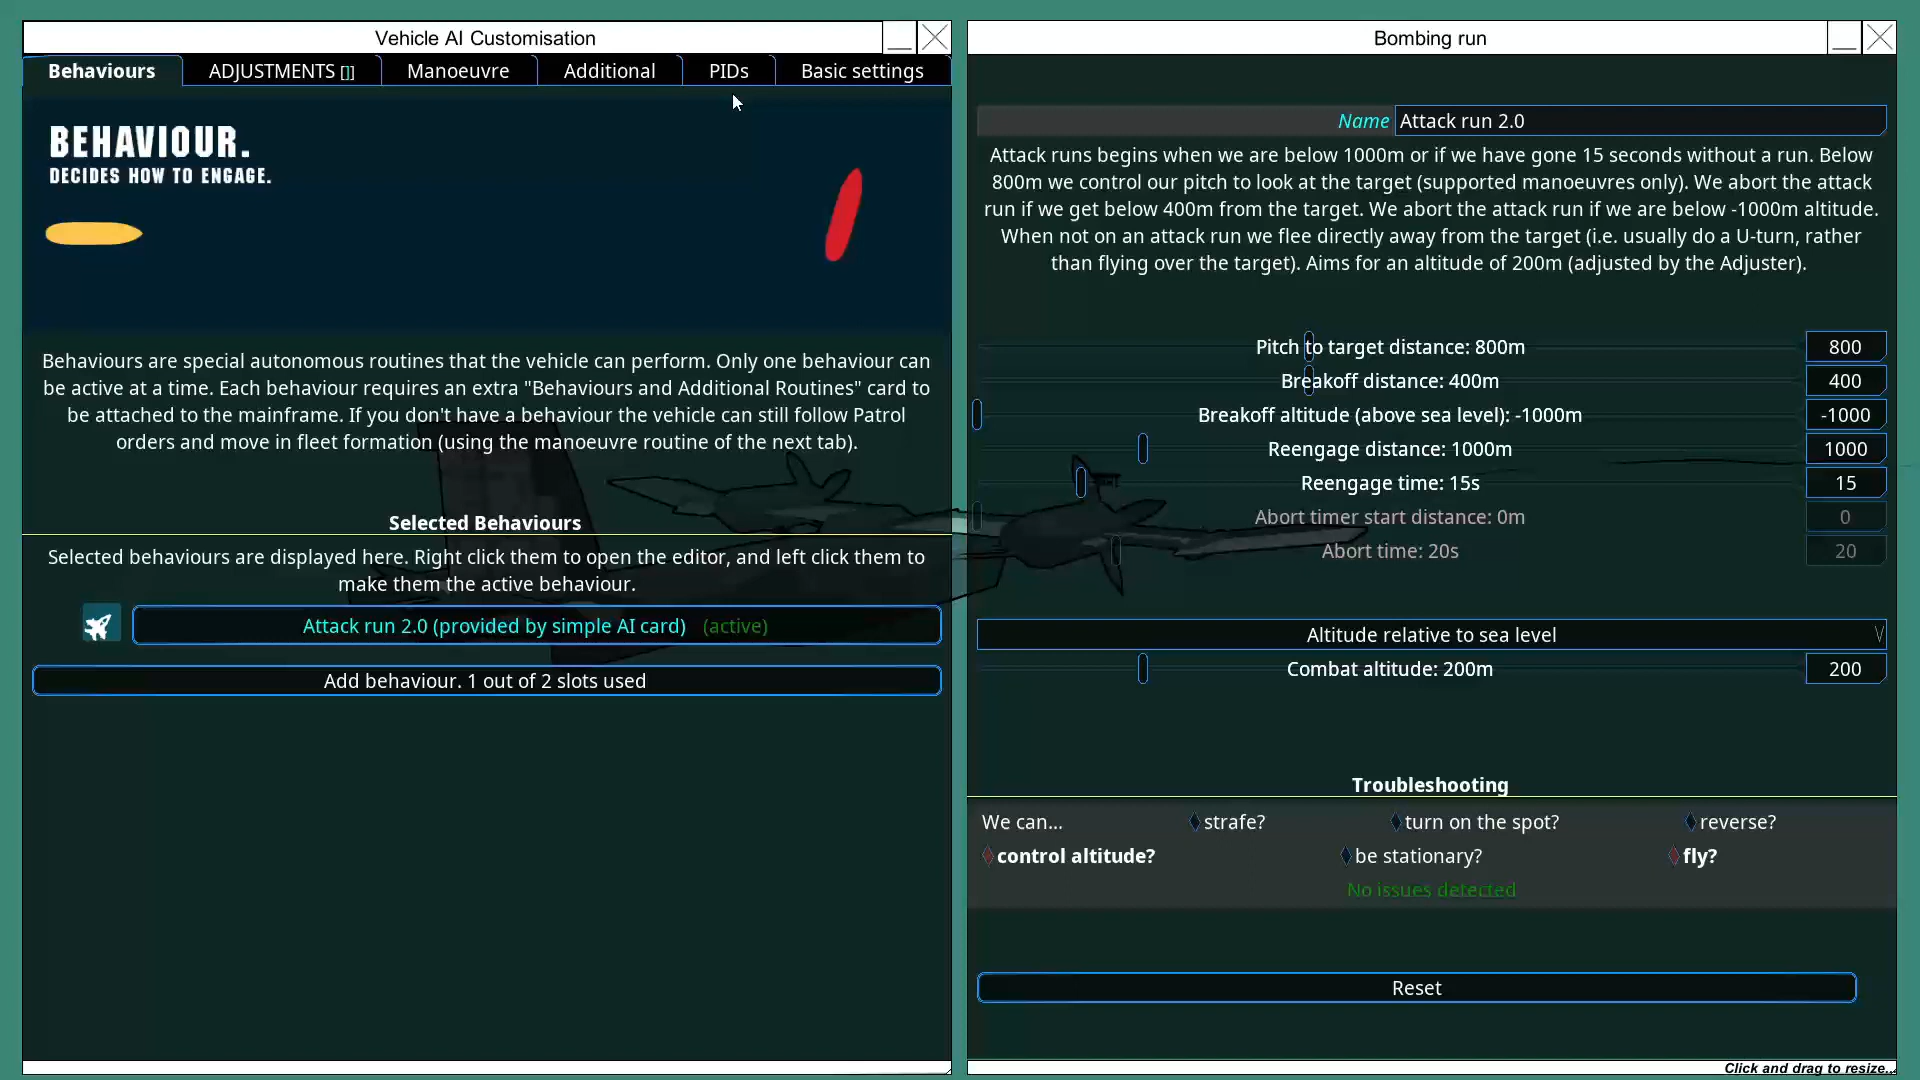 Vehicle AI Customisation
Behaviours
ADJUSTMENTS []
Manoeuvre
Additional
PIDs
Basic settings
BEHAVIOUR.
DECIDES HOW TO ENGAGE.
Behaviours are special autonomous routines that the vehicle can perform. Only one behaviour can
be active at a time. Each behaviour requires an extra "Behaviours and Additional Routines" card to
be attached to the mainframe. If you don't have a behaviour the vehicle can still follow Patrol
orders and move in fleet formation (using the manoeuvre routine of the next tab).
Selected Behaviours
Selected behaviours are displayed here. Right click them to open the editor, and left click them to
make them the active behaviour.
Attack run 2.0 (provided by simple AI card) (active)
Add behaviour. 1 out of 2 slots used
Bombing run
Name Attack run 2.0
Attack runs begins when we are below 1000m or if we have gone 15 seconds without a run. Below
800m we control our pitch to look at the target (supported manoeuvres only). We abort the attack
run if we get below 400m from the target. We abort the attack run if we are below -1000m altitude.
When not on an attack run we flee directly away from the target (i.e. usually do a U-turn, rather
than flying over the target). Aims for an altitude of 200m (adjusted by the Adjuster).
Pitch to target distance: 800m 800
Breakoff distance: 400m 400
Breakoff altitude (above sea level): -1000m -1000
Reengage distance: 1000m 1000
Reengage time: 15s 15
Abort timer start distance: 0m 0
Abort time: 20s 20
Altitude relative to sea level
Combat altitude: 200m 200
Troubleshooting
We can... strafe? turn on the spot? reverse?
control altitude? be stationary? fly?
No issues detected
Reset
Click and drag to resize...